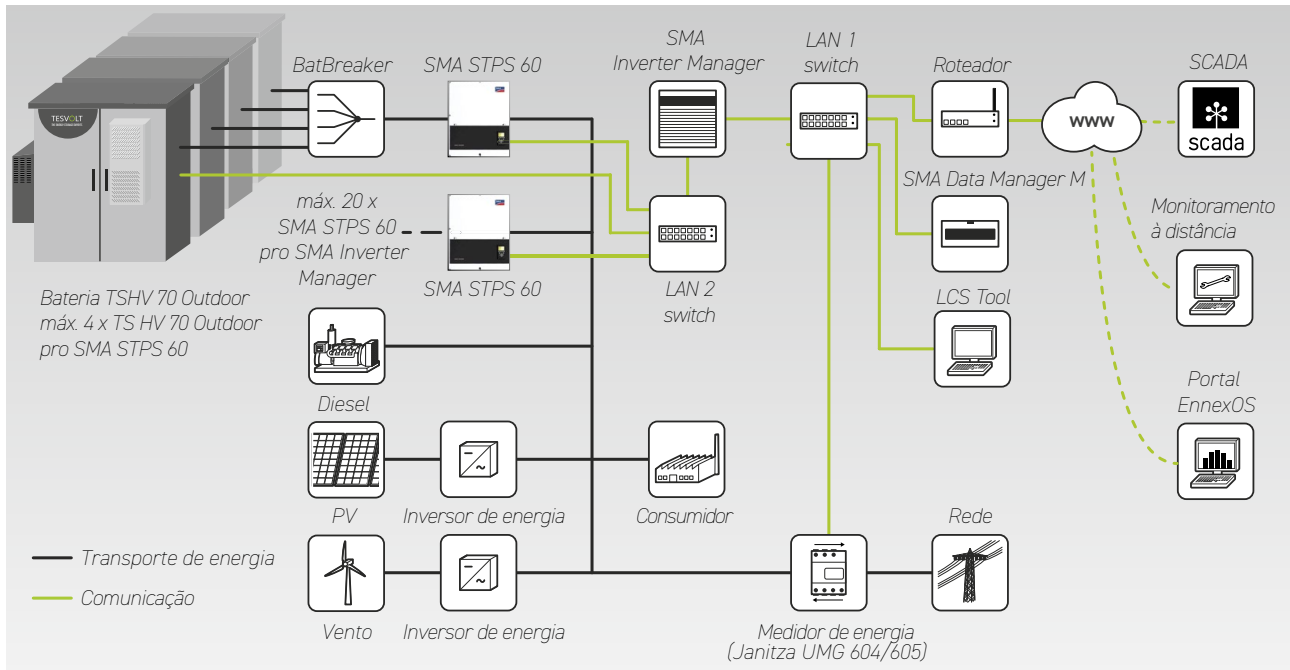 BatBreaker
SMA STPS 60
SMA
Inverter Manager
LAN 1
switch
Roteador
SCADA
TESVOLT
www
scada
SMA Data Manager M
máx. 20 x
SMA STPS 60
pro SMA Inverter
Manager
Monitoramento
à distância
SMA STPS 60
LAN 2
switch
LCS Tool
Bateria TSHV 70 Outdoor
máx. 4 x TS HV 70 Outdoor
pro SMA STPS 60
Diesel
Portal
EnnexOS
PV
Inversor de energia
Consumidor
Rede
Transporte de energia
Comunicação
Vento
Inversor de energia
Medidor de energia
(Janitza UMG 604/605)